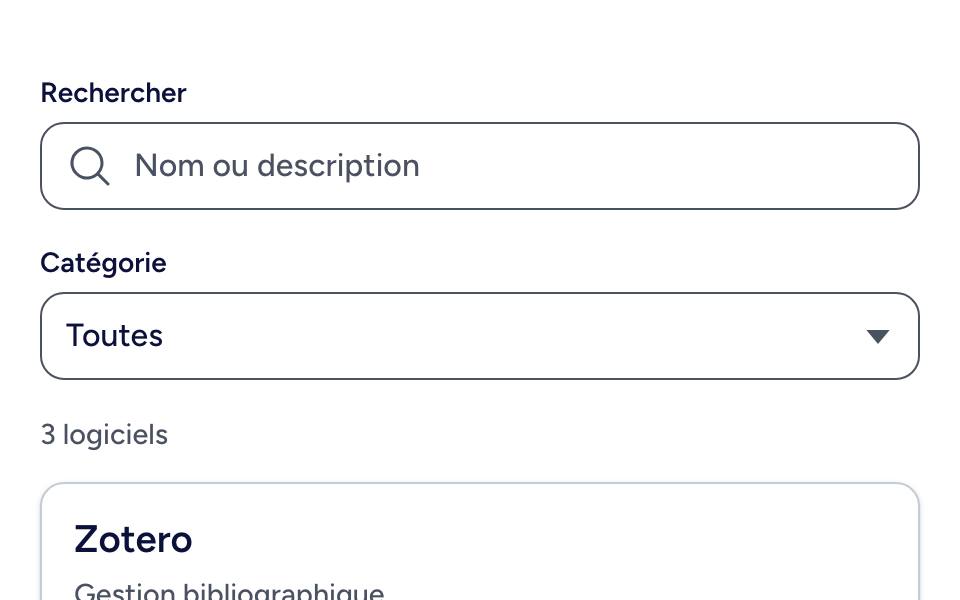 Rechercher
Nom ou description
Catégorie
Toutes
3 logiciels
Zotero
Gestion bibliographique